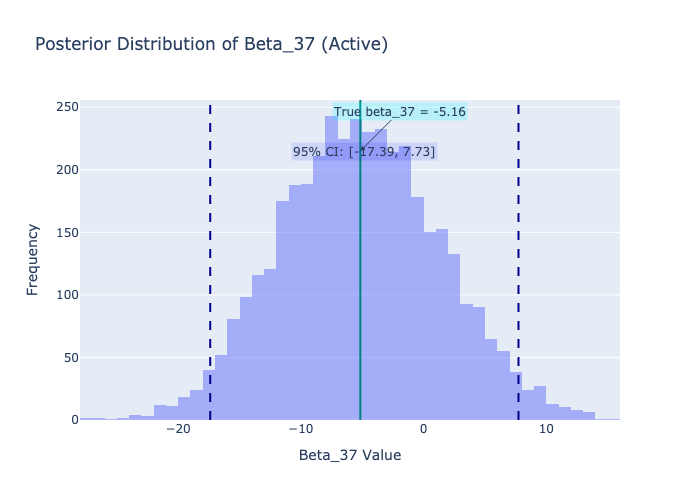 Posterior Distribution of Beta_37 (Active)
True beta_37 = -5.16
95% CI: [-17.39, 7.73]
250
200
150
100
50
0
Frequency
−20
−10
0
10
Beta_37 Value